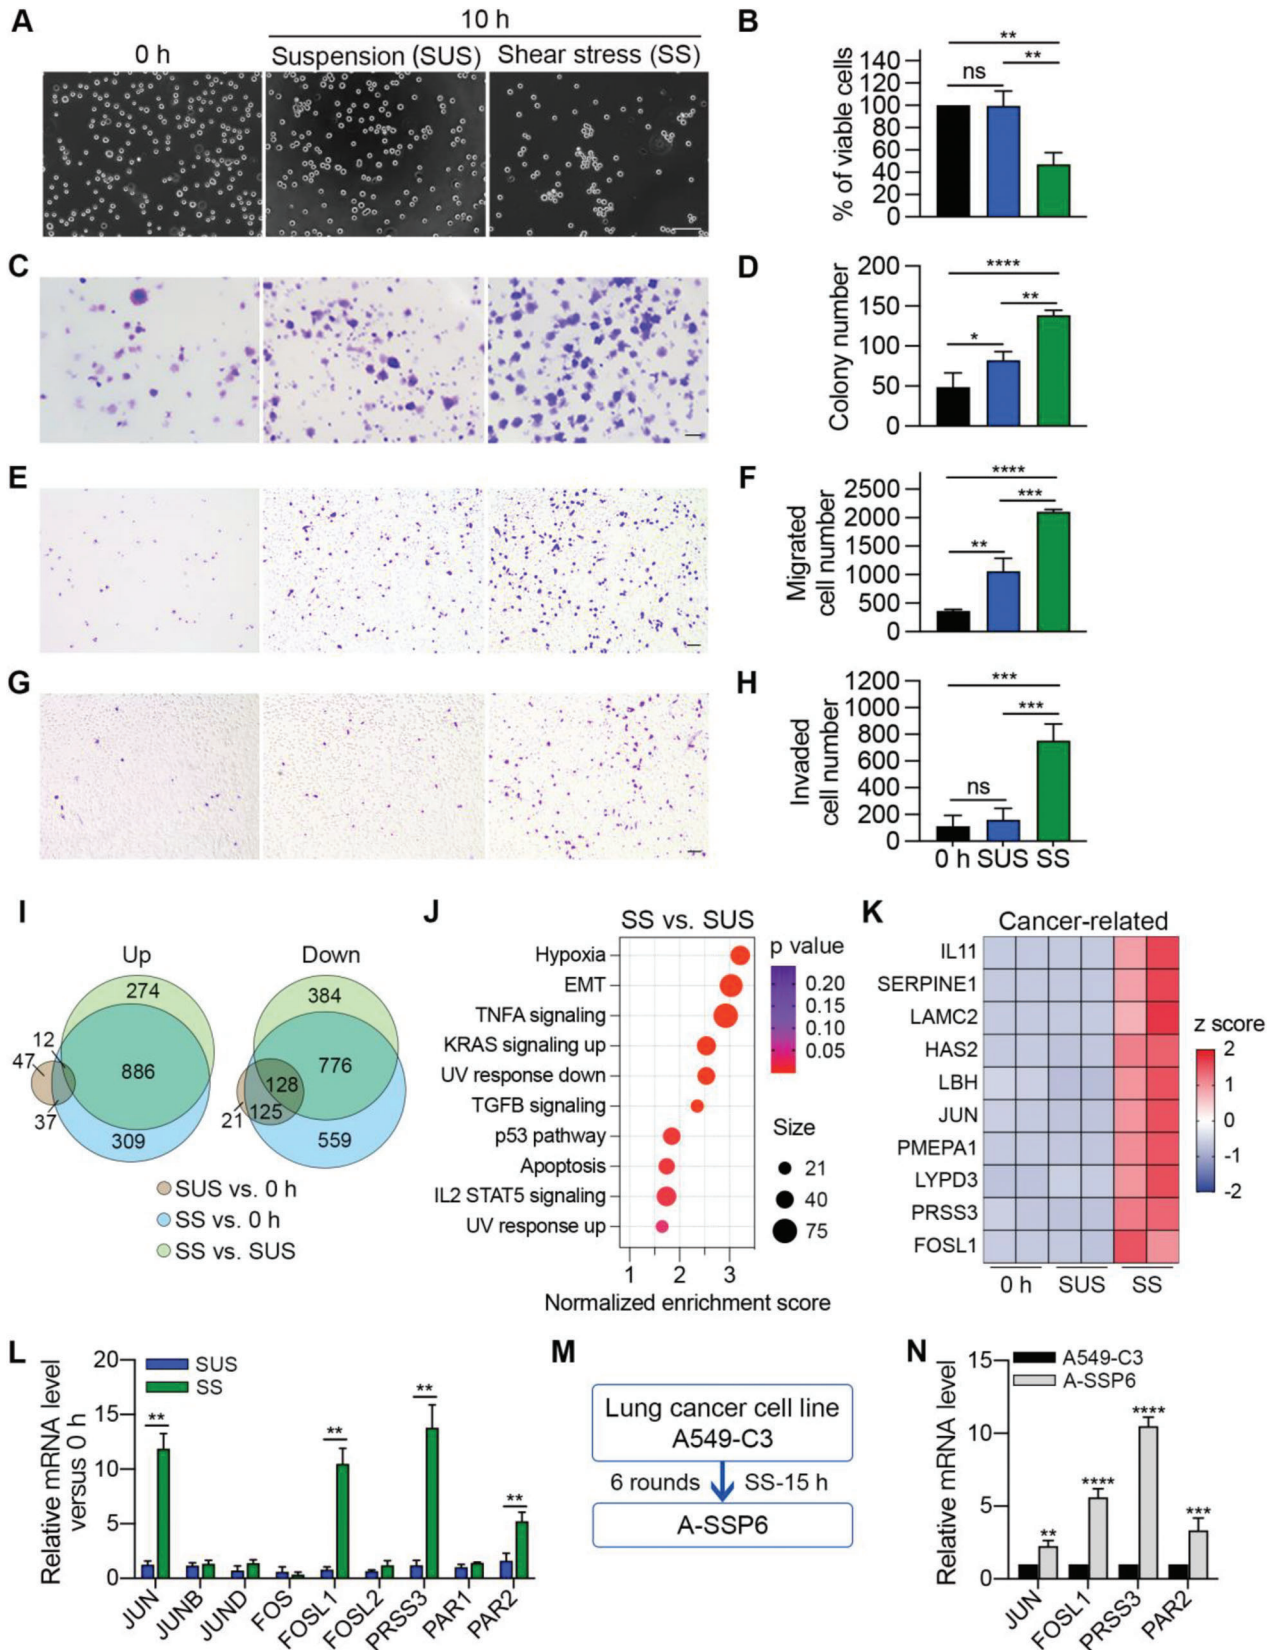 A
10 h
0 h
Suspension (SUS)
Shear stress (SS)
B
% of viable cells
140
120
100
80
60
40
20
0
**
**
ns
C
D
Colony number
200
150
100
50
0
****
**
*
E
F
Migrated
cell number
2500
2000
1500
1000
500
0
****
***
**
G
H
Invaded
cell number
1200
1000
800
600
400
200
0
***
***
ns
0 h SUS SS
I
Up
Down
274
12
47
886
37
309
384
776
128
125
21
559
SUS vs. 0 h
SS vs. 0 h
SS vs. SUS
J
SS vs. SUS
Hypoxia
EMT
TNFA signaling
KRAS signaling up
UV response down
TGFB signaling
p53 pathway
Apoptosis
IL2 STAT5 signaling
UV response up
1 2 3
Normalized enrichment score
p value
0.20
0.15
0.10
0.05
Size
21
40
75
K
Cancer-related
IL11
SERPINE1
LAMC2
HAS2
LBH
JUN
PMEPA1
LYPD3
PRSS3
FOSL1
0 h SUS SS
z score
2
1
0
-1
-2
L
Relative mRNA level
versus 0 h
20
15
10
5
0
SUS
SS
**
**
**
**
JUN
JUNB
JUND
FOS
FOSL1
FOSL2
PRSS3
PAR1
PAR2
M
Lung cancer cell line
A549-C3
6 rounds SS-15 h
A-SSP6
N
Relative mRNA level
15
10
5
0
A549-C3
A-SSP6
**
****
****
***
JUN
FOSL1
PRSS3
PAR2